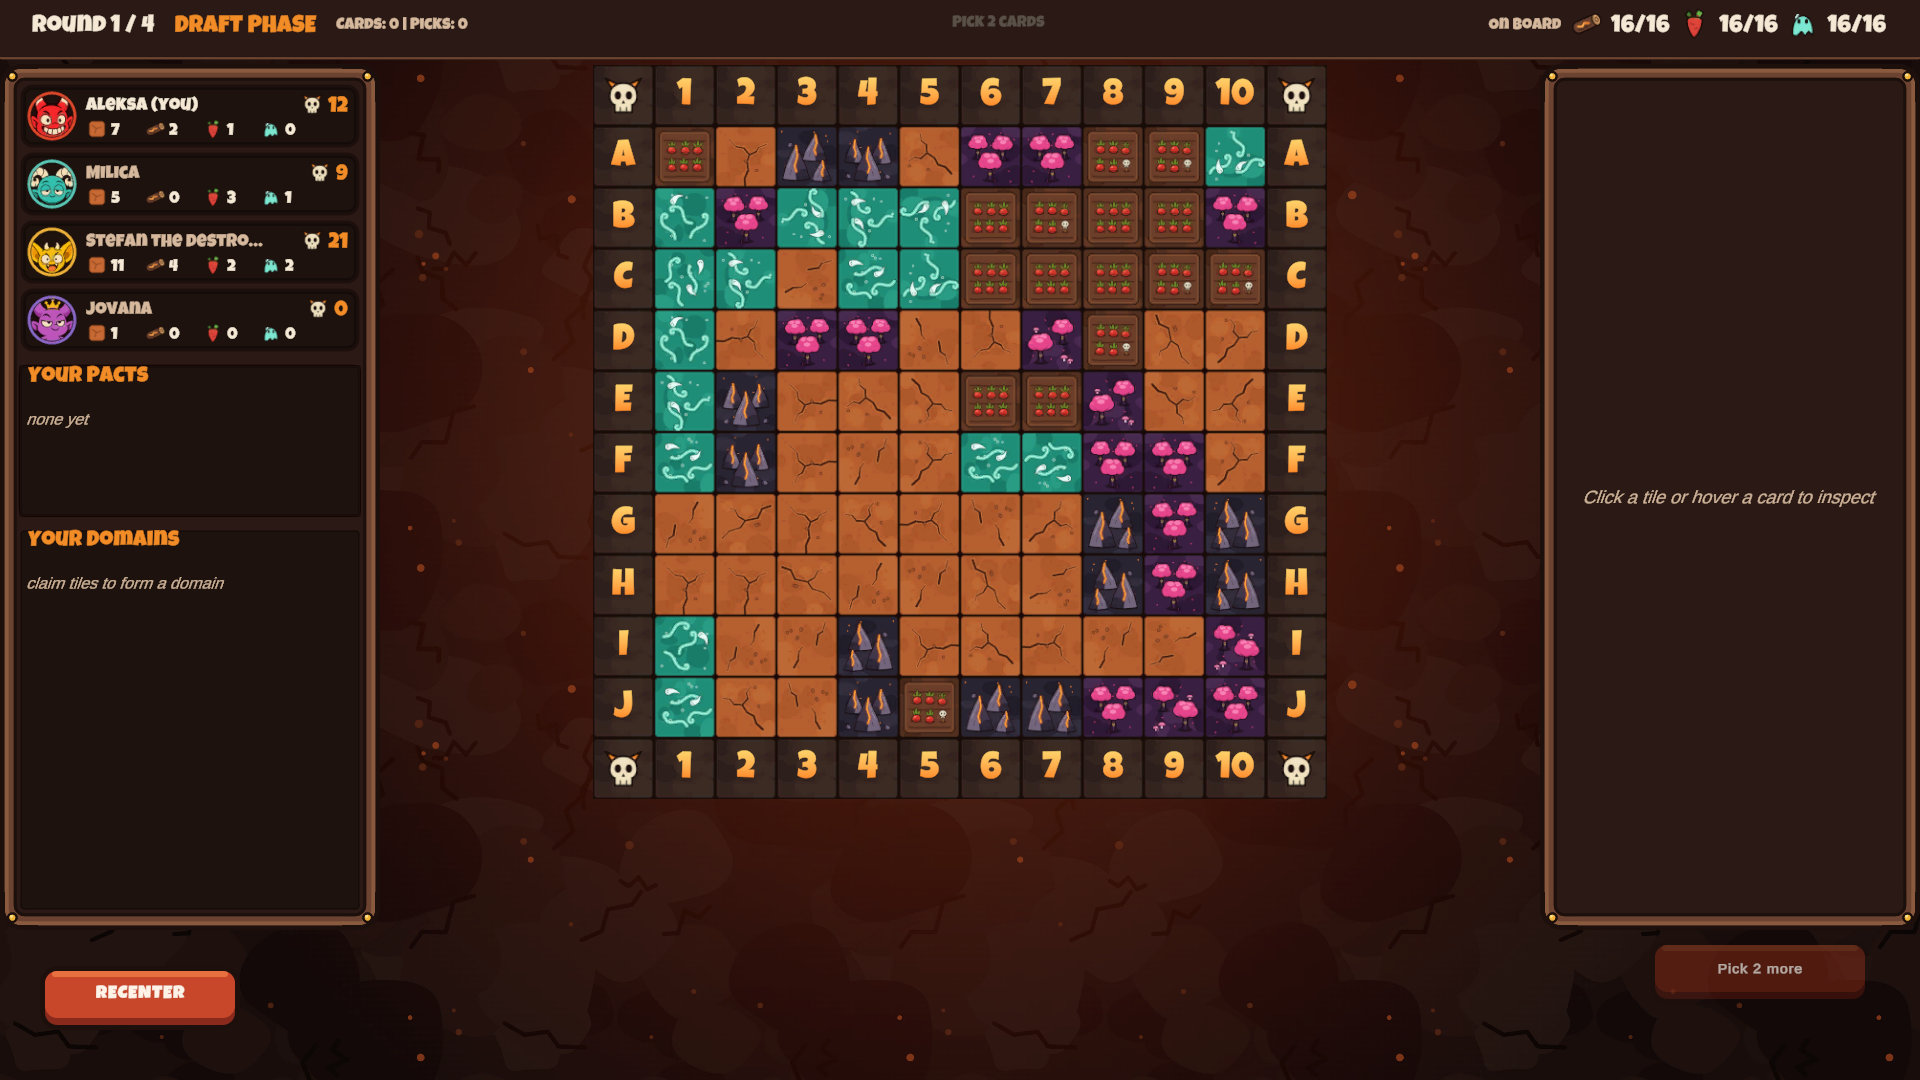 ROUND 1 / 4 DRAFT PHASE CARDS: 0 | PICKS: 0
PICK 2 CARDS
ON BOARD 16/16 16/16 16/16
ALEKSA (YOU) 12
7 2 1 0
MILICA 9
5 0 3 1
STEFAN THE DESTRO... 21
11 4 2 2
JOVANA 0
1 0 0 0
YOUR PACTS
none yet
YOUR DOMAINS
claim tiles to form a domain
RECENTER
1 2 3 4 5 6 7 8 9 10
A A
B B
C C
D D
E E
F F
G G
H H
I I
J J
1 2 3 4 5 6 7 8 9 10
Click a tile or hover a card to inspect
Pick 2 more